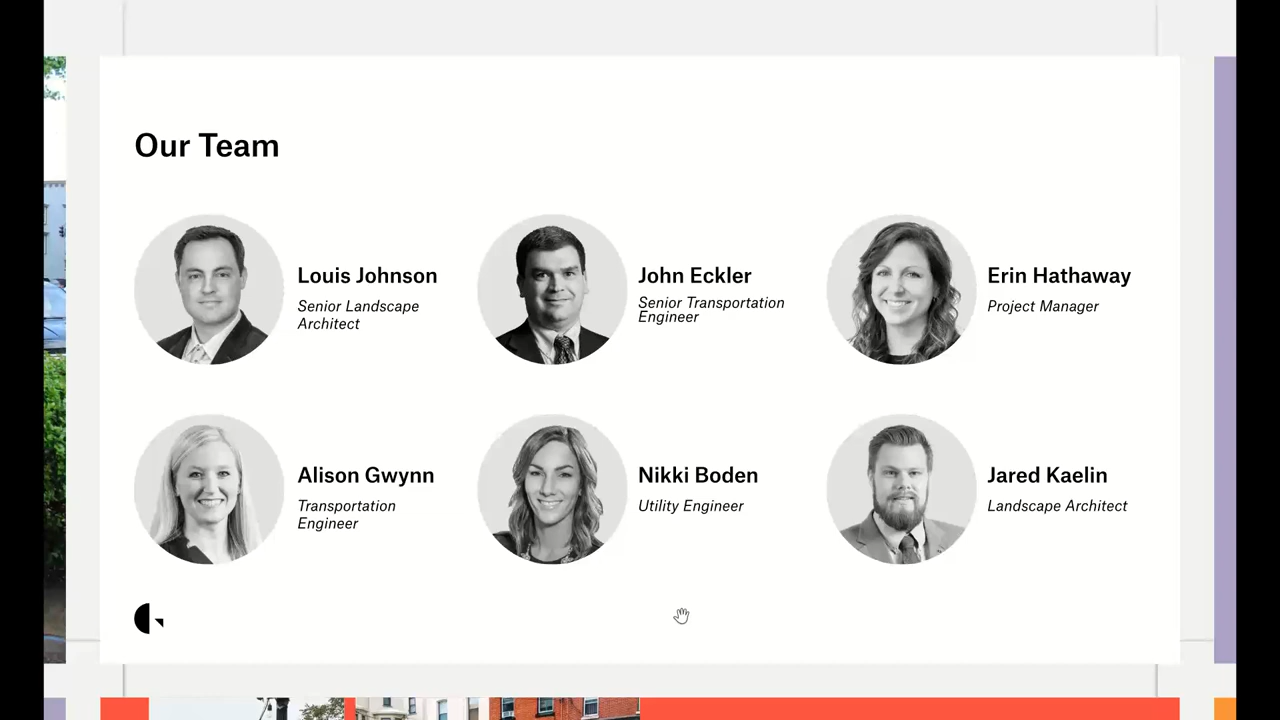 Our Team
Louis Johnson
Senior Landscape
Architect
John Eckler
Senior Transportation
Engineer
Erin Hathaway
Project Manager
Alison Gwynn
Transportation
Engineer
Nikki Boden
Utility Engineer
Jared Kaelin
Landscape Architect